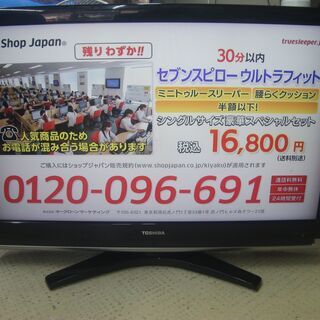 Shop Japan®
truesleeper.j
残りわずか!!
30分以内
セブンスピロー ウルトラフィット
ミニトゥルースリーパー 腰らくクッション
半額以下!
シングルサイズ豪華スペシャルセット
税込 16,800円
(送料別途)
人気商品のため
お電話が混み合う場合があります
ご購入にはショップジャパン販売規約(www.shopjapan.co.jp/kiyaku)が適用されます
0120-096-691
通話料無料
年中無休
24時間受付
TOSHIBA